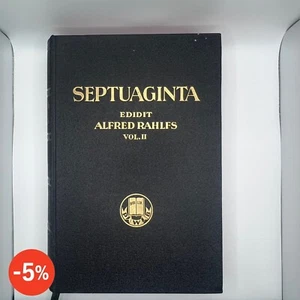 SEPTUAGINTA
EDIDIT
ALFRED RAHLFS
VOL. II
-5%